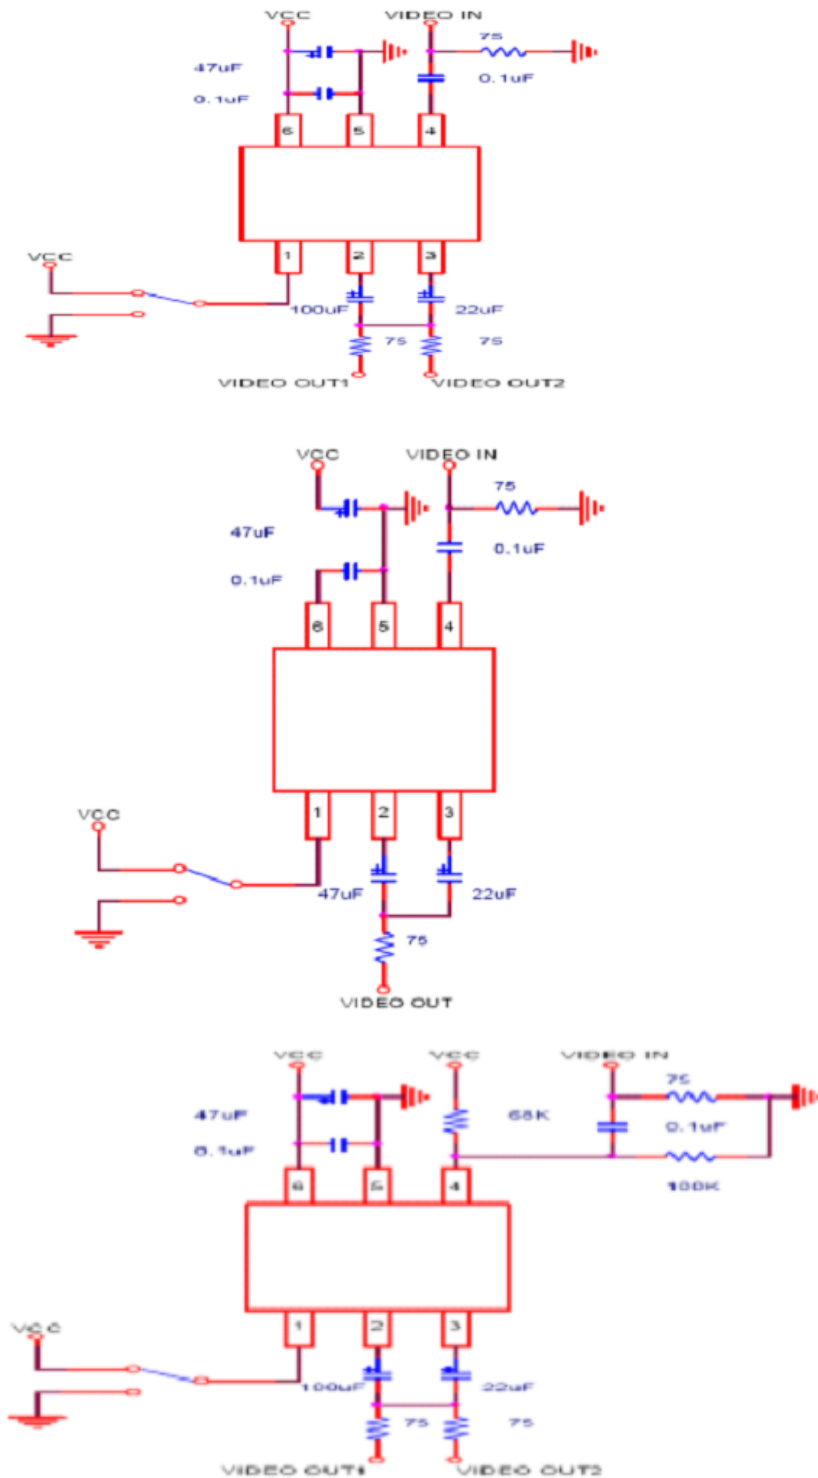 VCC VIDEO IN
75
47uF
0.1uF
0.1uF
6 5 4
1 2 3
VCC
100uF 22uF
75 75
VIDEO OUT1 VIDEO OUT2
VCC VIDEO IN
75
47uF
0.1uF
0.1uF
6 5 4
1 2 3
VCC
47uF 22uF
75
VIDEO OUT
VCC VCC VIDEO IN
75
47uF 68K
0.1uF
0.1uF
6 5 4
100K
1 2 3
VCC
100uF 22uF
75 75
VIDEO OUT1 VIDEO OUT2